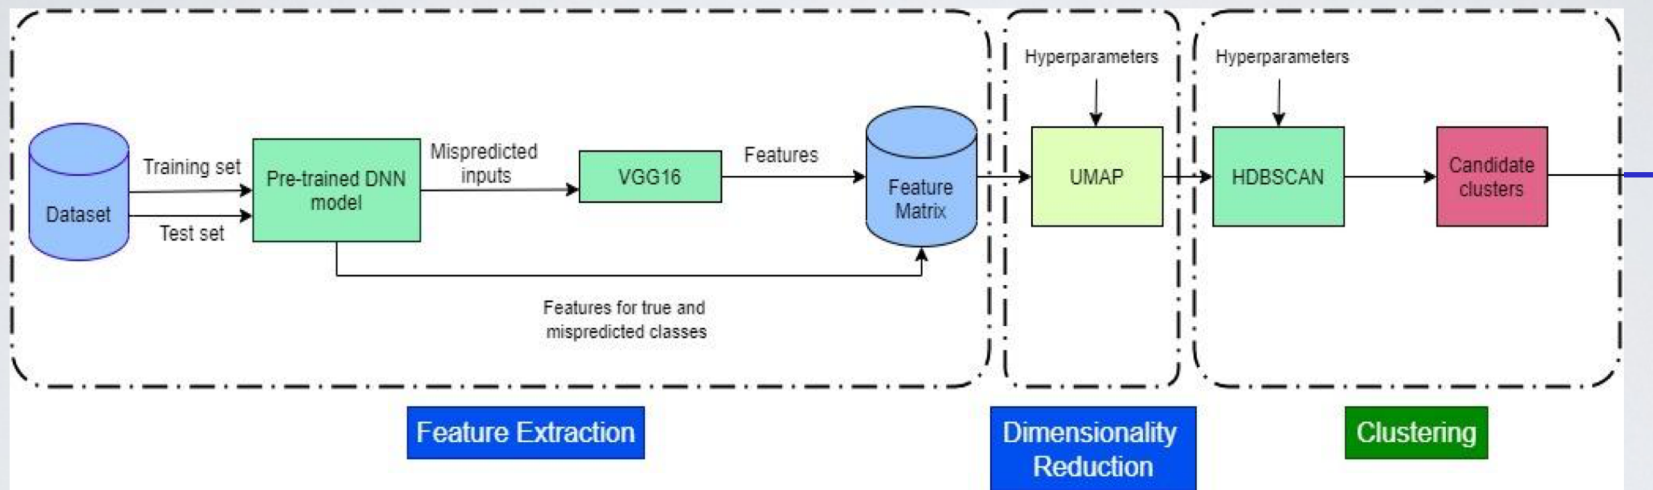 Hyperparameters
Hyperparameters
Dataset
Training set
Test set
Pre-trained DNN
model
Mispredicted
inputs
VGG16
Features
Feature
Matrix
UMAP
HDBSCAN
Candidate
clusters
Features for true and
mispredicted classes
Feature Extraction
Dimensionality
Reduction
Clustering